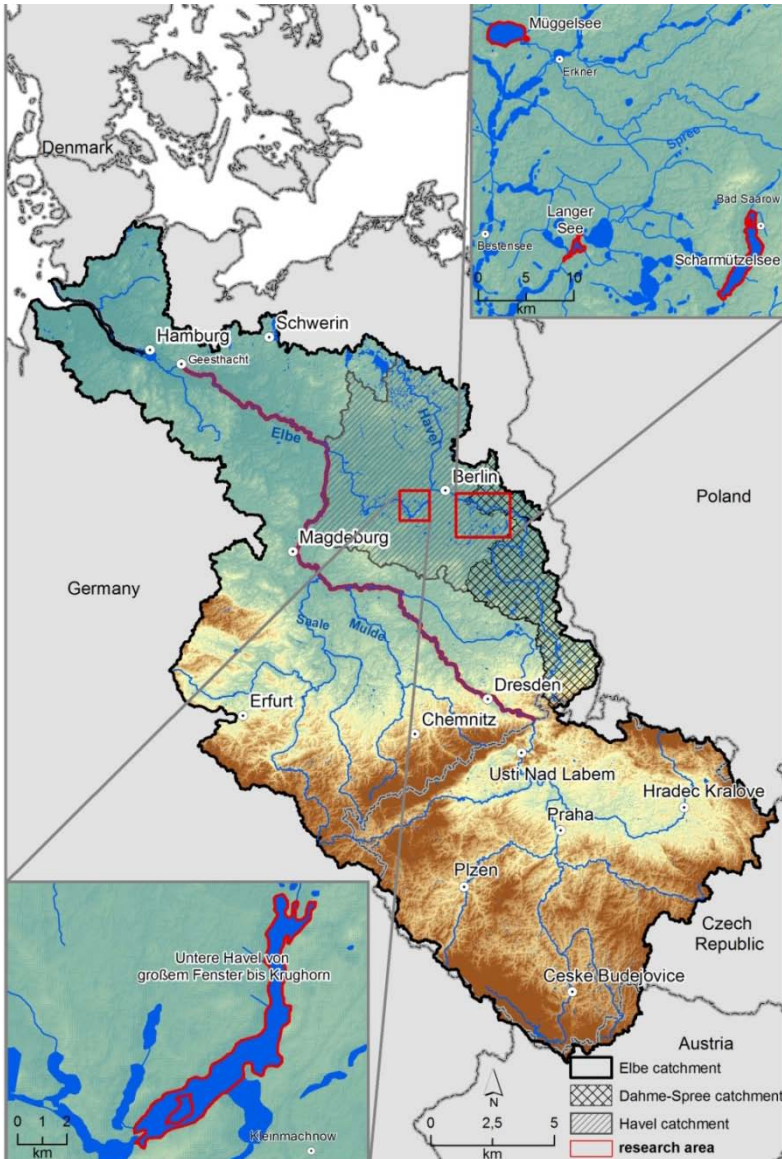 Müggelsee
Erkner
Spree
Bad Saarow
Langer
See
Bestensee
Scharmützelsee
0 5 10
km
Denmark
Hamburg
Geesthacht
Schwerin
Elbe
Havel
Berlin
Poland
Magdeburg
Germany
Saale
Mulde
Dresden
Erfurt
Chemnitz
Usti Nad Labem
Hradec Kralove
Praha
Plzen
Czech
Republic
Ceske Budejovice
Untere Havel von
großem Fenster bis Krughorn
Kleinmachnow
0 1 2
km
Austria
N
0 2,5 5
km
Elbe catchment
Dahme-Spree catchment
Havel catchment
research area